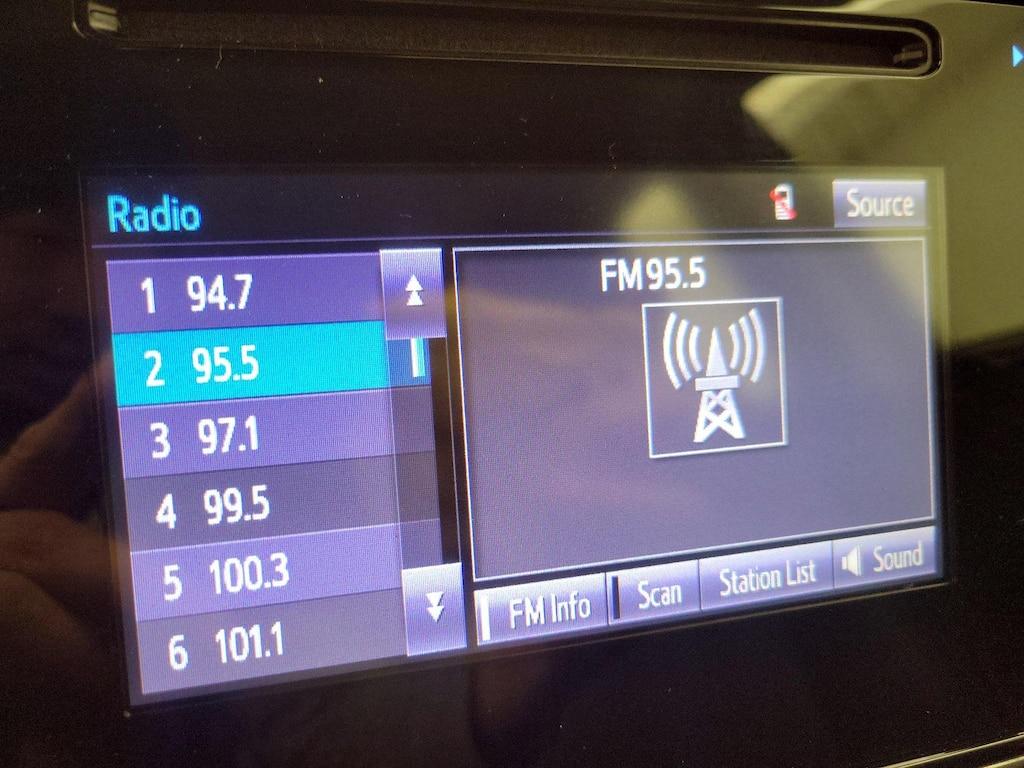 Radio
Source
1 94.7
2 95.5
3 97.1
4 99.5
5 100.3
6 101.1
FM95.5
FM Info
Scan
Station List
Sound